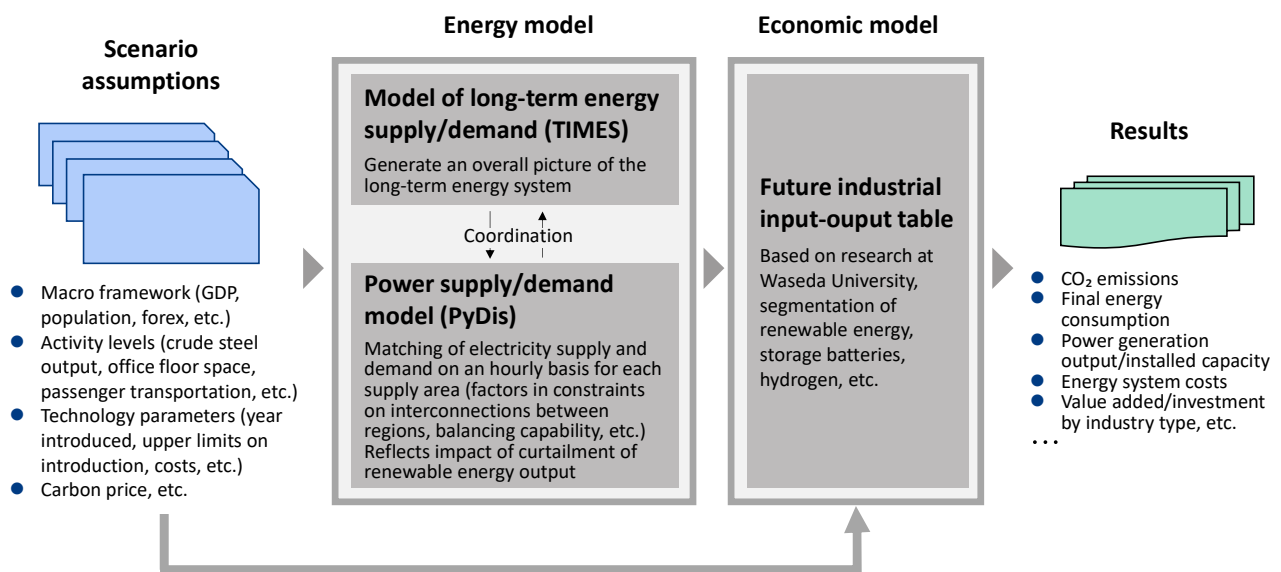 Scenario
assumptions
● Macro framework (GDP,
population, forex, etc.)
● Activity levels (crude steel
output, office floor space,
passenger transportation, etc.)
● Technology parameters (year
introduced, upper limits on
introduction, costs, etc.)
● Carbon price, etc.
Energy model
Model of long-term energy
supply/demand (TIMES)
Generate an overall picture of the
long-term energy system
Coordination
Power supply/demand
model (PyDis)
Matching of electricity supply and
demand on an hourly basis for each
supply area (factors in constraints
on interconnections between
regions, balancing capability, etc.)
Reflects impact of curtailment of
renewable energy output
Economic model
Future industrial
input-ouput table
Based on research at
Waseda University,
segmentation of
renewable energy,
storage batteries,
hydrogen, etc.
Results
● CO₂ emissions
● Final energy
consumption
● Power generation
output/installed capacity
● Energy system costs
● Value added/investment
by industry type, etc.
...